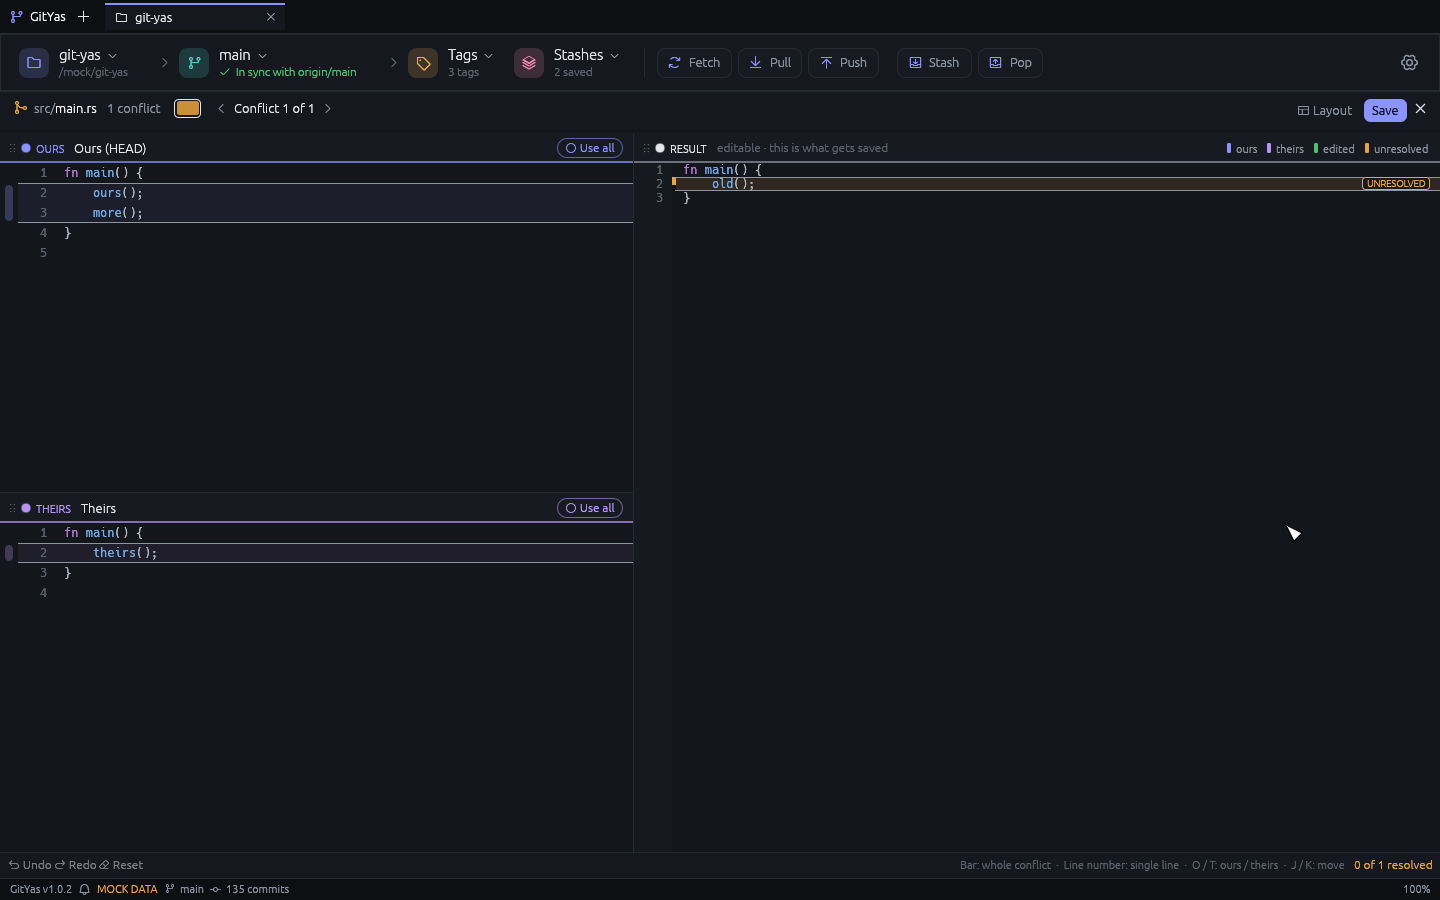 GitYas
git-yas
git-yas
/mock/git-yas
main
In sync with origin/main
Tags
3 tags
Stashes
2 saved
Fetch
Pull
Push
Stash
Pop
src/main.rs 1 conflict
Conflict 1 of 1
Layout
Save
OURS Ours (HEAD)
Use all
1 fn main() {
2 ours();
3 more();
4 }
5
THEIRS Theirs
Use all
1 fn main() {
2 theirs();
3 }
4
RESULT editable · this is what gets saved
ours theirs edited unresolved
1 fn main() {
2 old();
UNRESOLVED
3 }
Undo Redo Reset
Bar: whole conflict · Line number: single line · O / T: ours / theirs · J / K: move 0 of 1 resolved
GitYas v1.0.2 MOCK DATA main 135 commits
100%